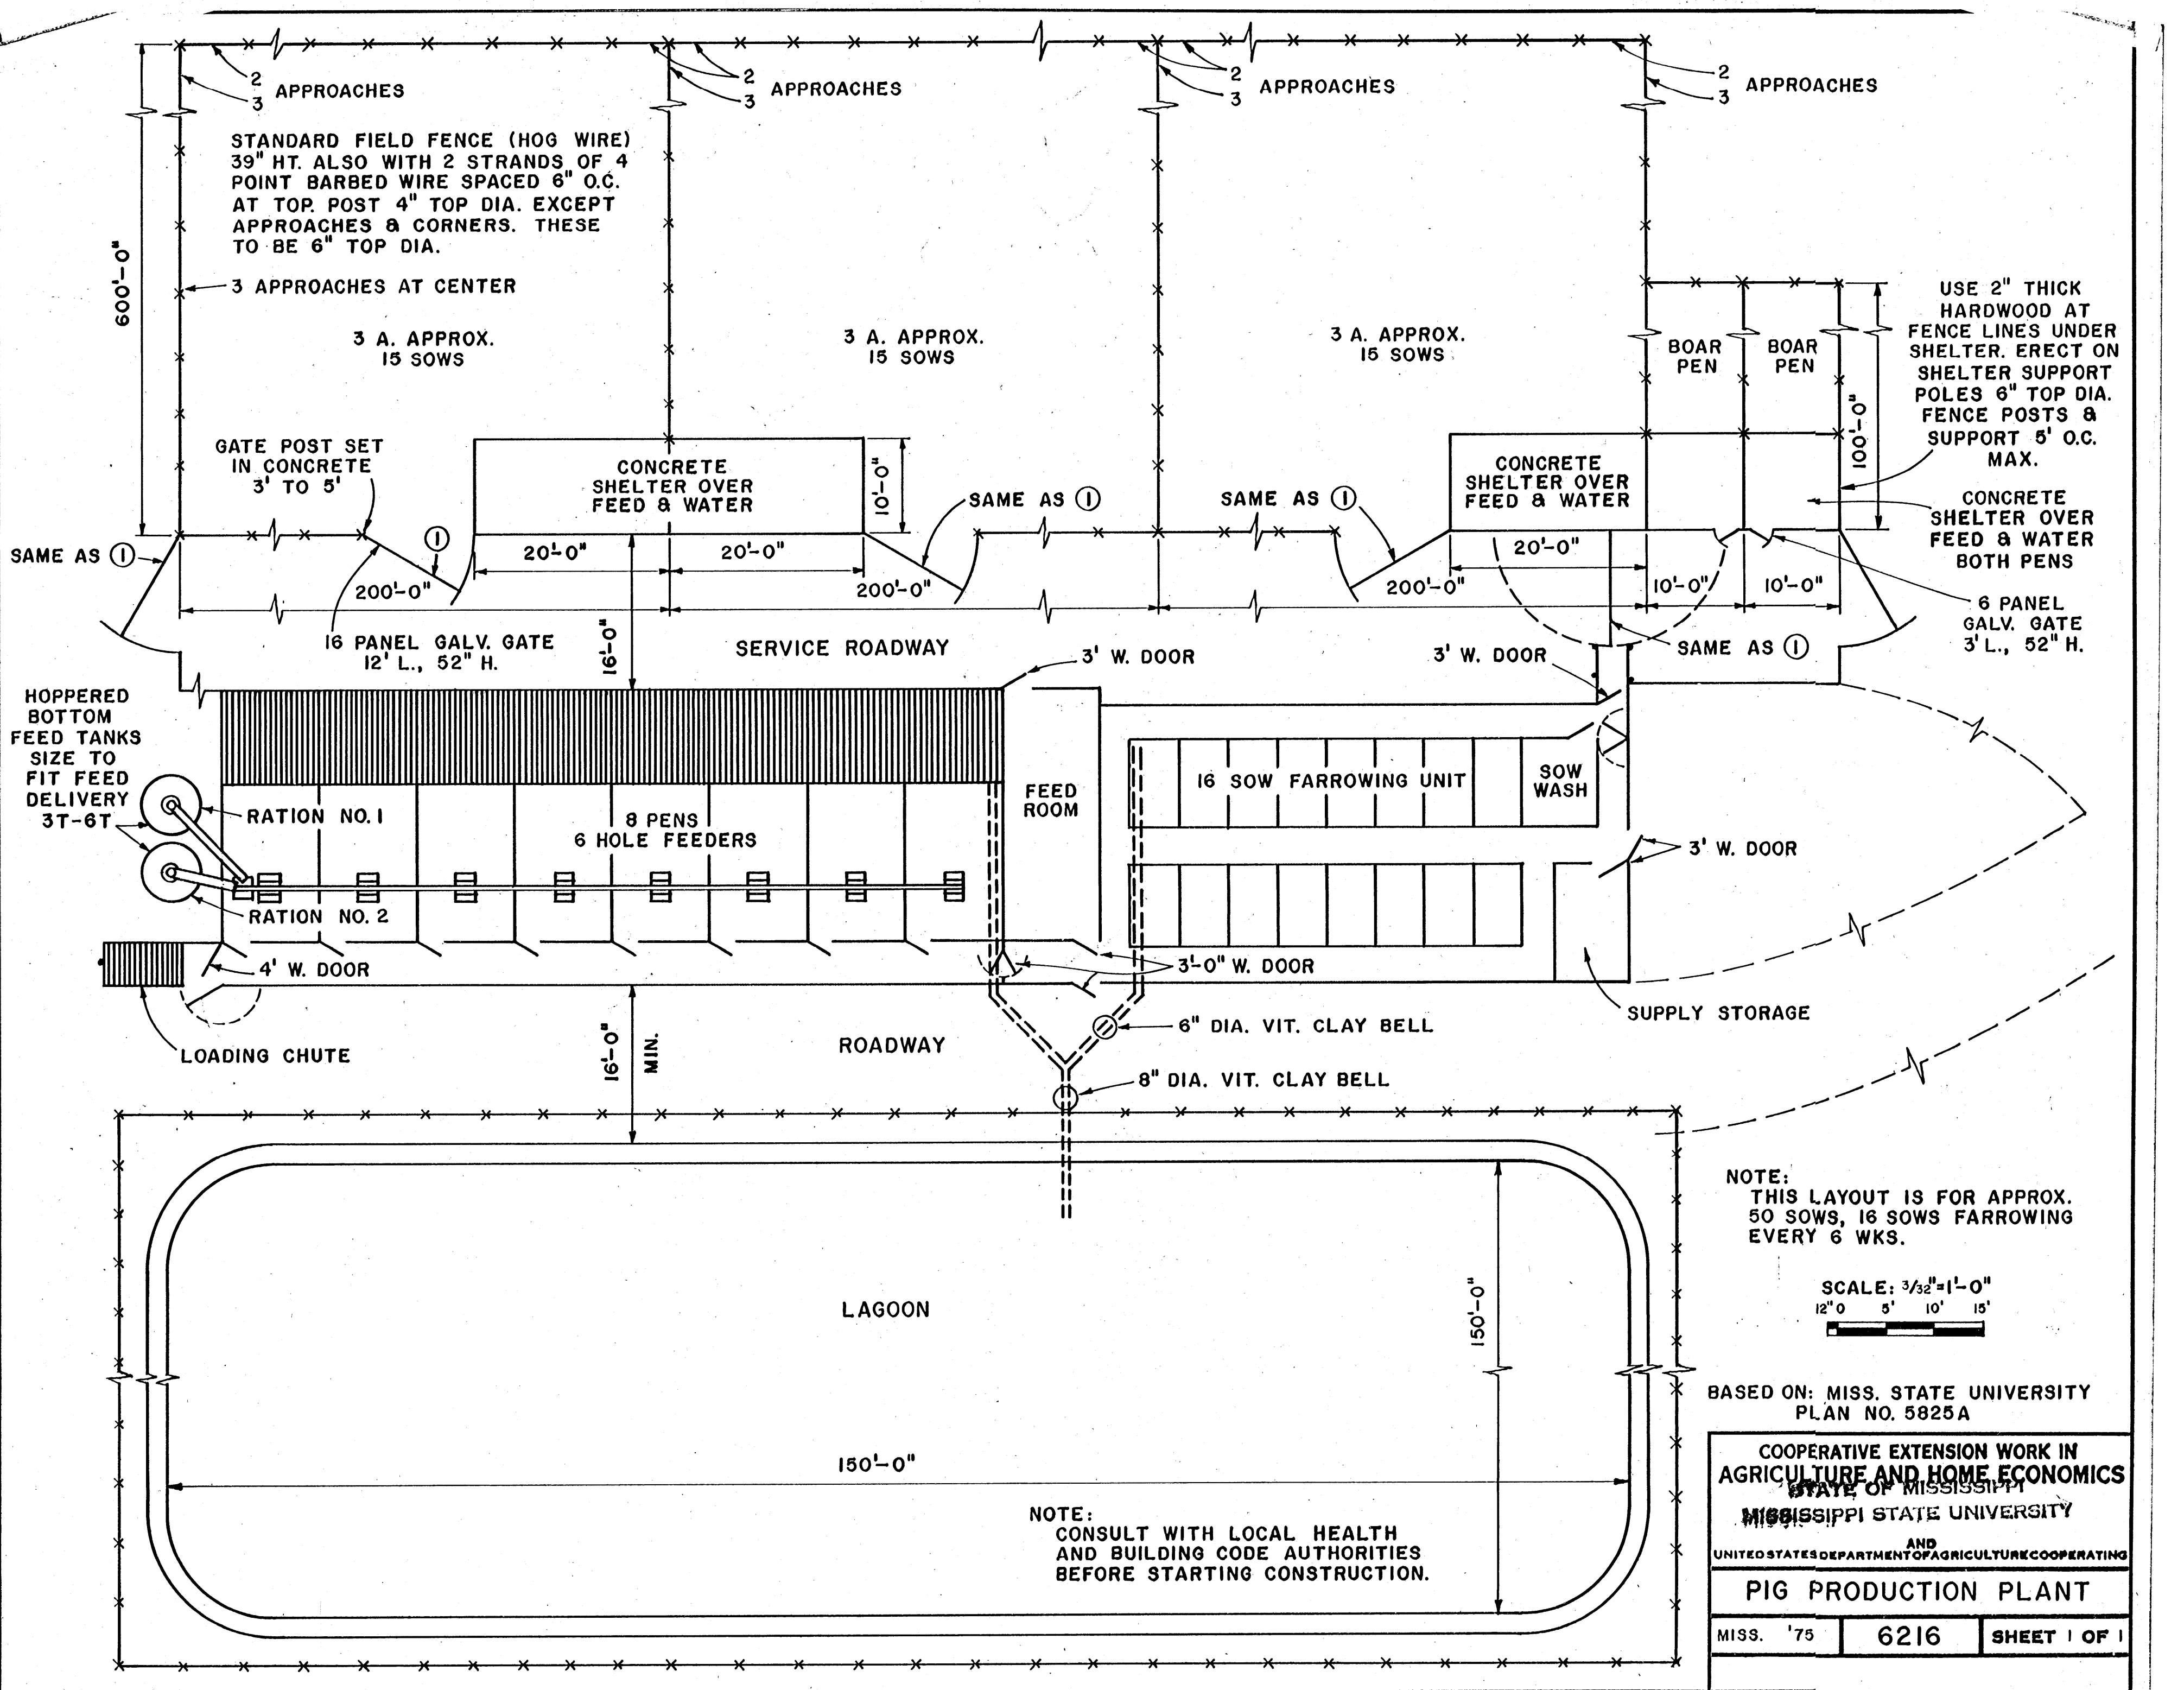 2
3 APPROACHES
2
3 APPROACHES
2
3 APPROACHES
2
3 APPROACHES
STANDARD FIELD FENCE (HOG WIRE)
39" HT. ALSO WITH 2 STRANDS OF 4
POINT BARBED WIRE SPACED 6" O.C.
AT TOP. POST 4" TOP DIA. EXCEPT
APPROACHES & CORNERS. THESE
TO BE 6" TOP DIA.
600'-0"
3 APPROACHES AT CENTER
3 A. APPROX.
15 SOWS
3 A. APPROX.
15 SOWS
3 A. APPROX.
15 SOWS
BOAR
PEN
BOAR
PEN
100'-0"
USE 2" THICK
HARDWOOD AT
FENCE LINES UNDER
SHELTER. ERECT ON
SHELTER SUPPORT
POLES 6" TOP DIA.
FENCE POSTS &
SUPPORT 5' O.C.
MAX.
GATE POST SET
IN CONCRETE
3' TO 5'
CONCRETE
SHELTER OVER
FEED & WATER
10'-0"
SAME AS ①
SAME AS ①
CONCRETE
SHELTER OVER
FEED & WATER
CONCRETE
SHELTER OVER
FEED & WATER
BOTH PENS
SAME AS ①
①
20'-0"
20'-0"
20'-0"
200'-0"
200'-0"
200'-0"
10'-0"
10'-0"
6 PANEL
GALV. GATE
3' L., 52" H.
16 PANEL GALV. GATE
12' L., 52" H.
16'-0"
SERVICE ROADWAY
3' W. DOOR
3' W. DOOR
SAME AS ①
HOPPERED
BOTTOM
FEED TANKS
SIZE TO
FIT FEED
DELIVERY
3T-6T
RATION NO. 1
8 PENS
6 HOLE FEEDERS
FEED
ROOM
16 SOW FARROWING UNIT
SOW
WASH
3' W. DOOR
RATION NO. 2
4' W. DOOR
3'-0" W. DOOR
SUPPLY STORAGE
LOADING CHUTE
16'-0"
MIN.
ROADWAY
6" DIA. VIT. CLAY BELL
8" DIA. VIT. CLAY BELL
LAGOON
150'-0"
150'-0"
NOTE:
CONSULT WITH LOCAL HEALTH
AND BUILDING CODE AUTHORITIES
BEFORE STARTING CONSTRUCTION.
NOTE:
THIS LAYOUT IS FOR APPROX.
50 SOWS, 16 SOWS FARROWING
EVERY 6 WKS.
SCALE: 3/32"=1'-0"
12" 0 5' 10' 15'
BASED ON: MISS. STATE UNIVERSITY
PLAN NO. 5825A
COOPERATIVE EXTENSION WORK IN
AGRICULTURE AND HOME ECONOMICS
STATE OF MISSISSIPPI
MISSISSIPPI STATE UNIVERSITY
AND
UNITED STATES DEPARTMENT OF AGRICULTURE COOPERATING
PIG PRODUCTION PLANT
MISS. '75
6216
SHEET 1 OF 1